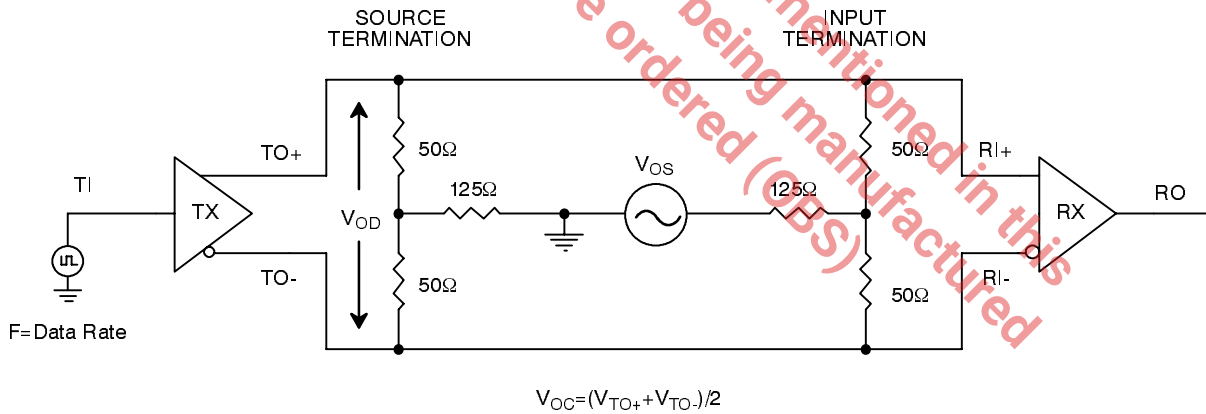 SOURCE
TERMINATION
INPUT
TERMINATION
mentioned in this
being manufactured
e ordered (OBS)
TI
TX
TO+
TO-
F=Data Rate
VOD
50Ω
50Ω
125Ω
VOS
125Ω
50Ω
50Ω
RI+
RI-
RX
RO
VOC=(VTO++VTO-)/2